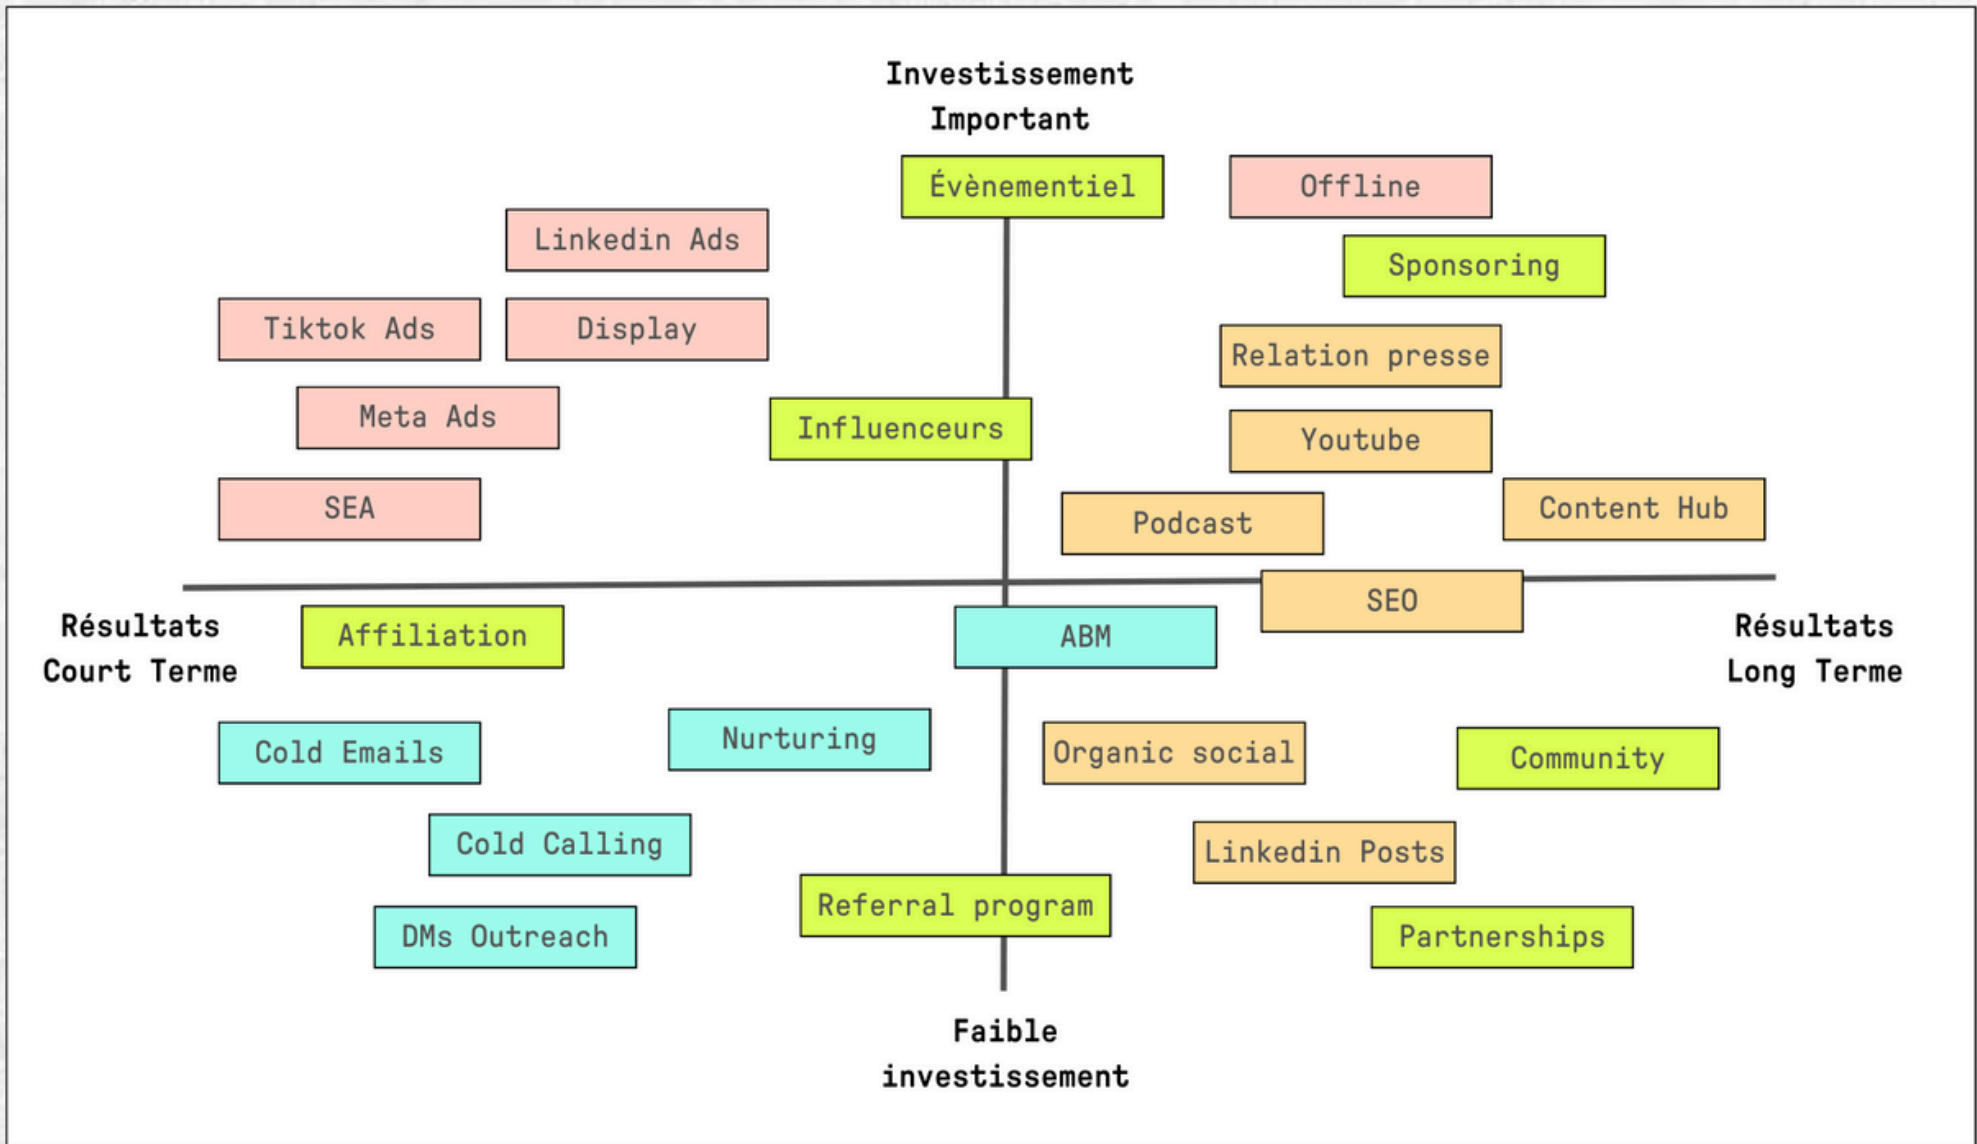 Investissement
Important
Évènementiel
Offline
Linkedin Ads
Sponsoring
Tiktok Ads
Display
Relation presse
Meta Ads
Influenceurs
Youtube
SEA
Podcast
Content Hub
SEO
Résultats
Court Terme
Affiliation
ABM
Résultats
Long Terme
Cold Emails
Nurturing
Organic social
Community
Cold Calling
Linkedin Posts
Referral program
DMs Outreach
Partnerships
Faible
investissement